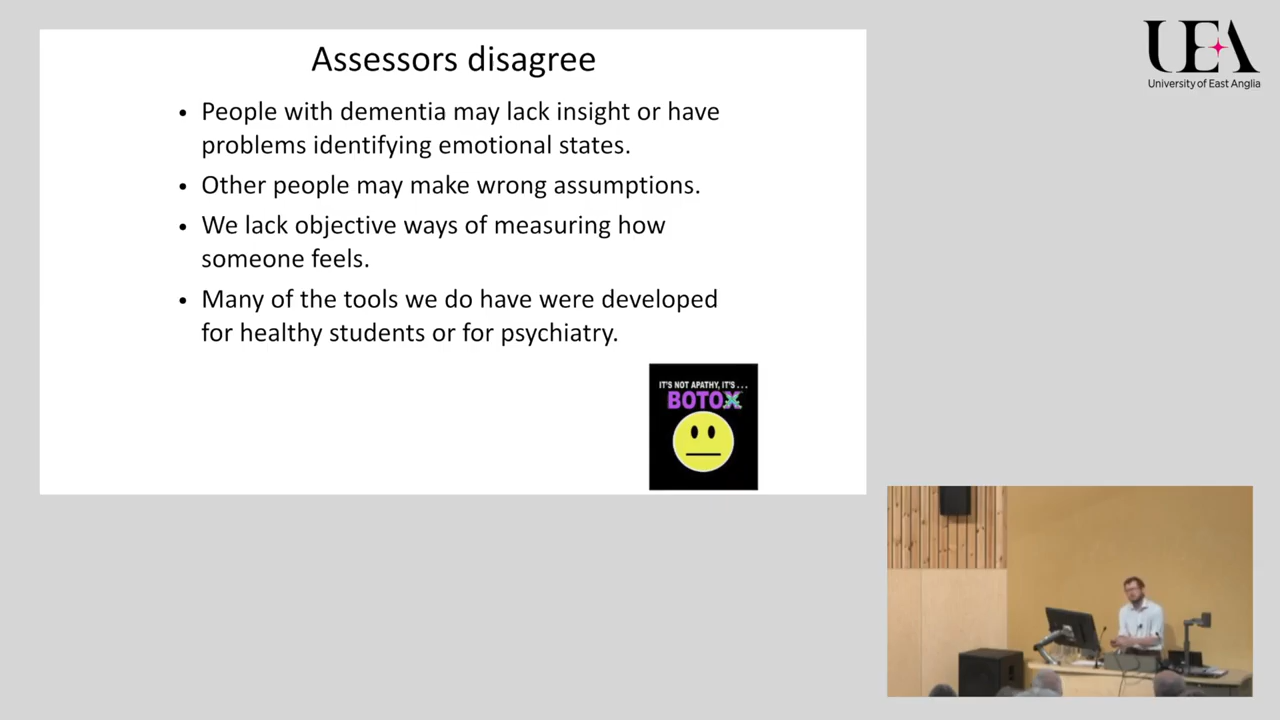 Assessors disagree
• People with dementia may lack insight or have
problems identifying emotional states.
• Other people may make wrong assumptions.
• We lack objective ways of measuring how
someone feels.
• Many of the tools we do have were developed
for healthy students or for psychiatry.
IT'S NOT APATHY, IT'S . . .
BOTOX
UEA
University of East Anglia